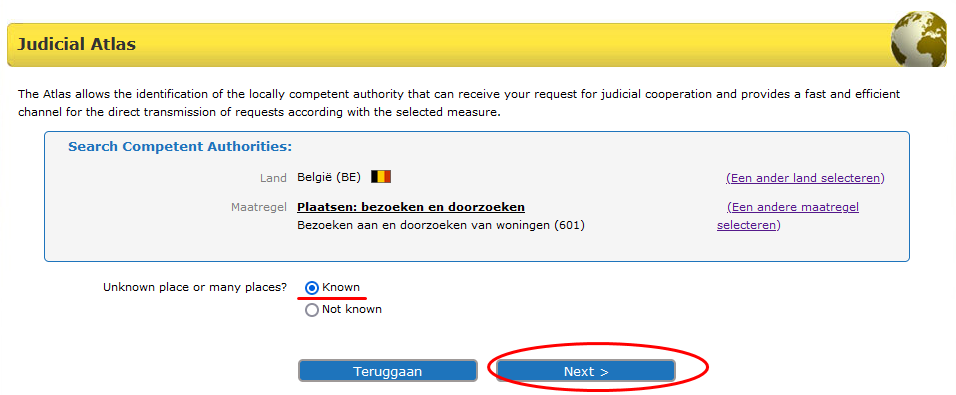 Judicial Atlas
The Atlas allows the identification of the locally competent authority that can receive your request for judicial cooperation and provides a fast and efficient
channel for the direct transmission of requests according with the selected measure.
Search Competent Authorities:
Land België (BE) (Een ander land selecteren)
Maatregel Plaatsen: bezoeken en doorzoeken (Een andere maatregel
Bezoeken aan en doorzoeken van woningen (601) selecteren)
Unknown place or many places? Known
Not known
Teruggaan Next >